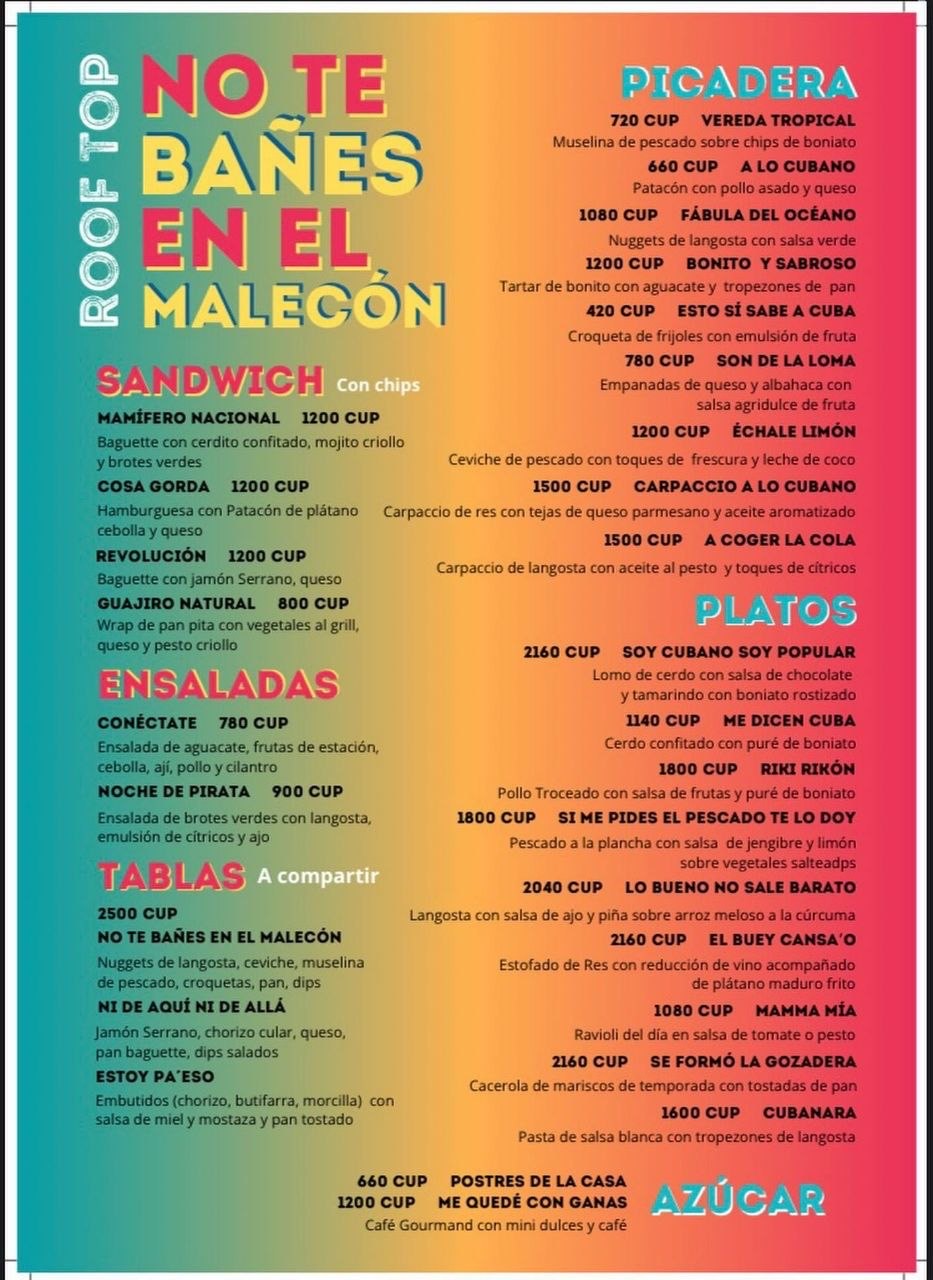 ROOF TOP
NO TE
BAÑES
EN EL
MALECÓN
SANDWICH Con chips
MAMÍFERO NACIONAL 1200 CUP
Baguette con cerdito confitado, mojito criollo
y brotes verdes
COSA GORDA 1200 CUP
Hamburguesa con Patacón de plátano
cebolla y queso
REVOLUCIÓN 1200 CUP
Baguette con jamón Serrano, queso
GUAJIRO NATURAL 800 CUP
Wrap de pan pita con vegetales al grill,
queso y pesto criollo
ENSALADAS
CONÉCTATE 780 CUP
Ensalada de aguacate, frutas de estación,
cebolla, ají, pollo y cilantro
NOCHE DE PIRATA 900 CUP
Ensalada de brotes verdes con langosta,
emulsión de cítricos y ajo
TABLAS A compartir
2500 CUP
NO TE BAÑES EN EL MALECÓN
Nuggets de langosta, ceviche, muselina
de pescado, croquetas, pan, dips
NI DE AQUÍ NI DE ALLÁ
Jamón Serrano, chorizo cular, queso,
pan baguette, dips salados
ESTOY PA'ESO
Embutidos (chorizo, butifarra, morcilla) con
salsa de miel y mostaza y pan tostado
PICADERA
720 CUP VEREDA TROPICAL
Muselina de pescado sobre chips de boniato
660 CUP A LO CUBANO
Patacón con pollo asado y queso
1080 CUP FÁBULA DEL OCÉANO
Nuggets de langosta con salsa verde
1200 CUP BONITO Y SABROSO
Tartar de bonito con aguacate y tropezones de pan
420 CUP ESTO SÍ SABE A CUBA
Croqueta de frijoles con emulsión de fruta
780 CUP SON DE LA LOMA
Empanadas de queso y albahaca con
salsa agridulce de fruta
1200 CUP ÉCHALE LIMÓN
Ceviche de pescado con toques de frescura y leche de coco
1500 CUP CARPACCIO A LO CUBANO
Carpaccio de res con tejas de queso parmesano y aceite aromatizado
1500 CUP A COGER LA COLA
Carpaccio de langosta con aceite al pesto y toques de cítricos
PLATOS
2160 CUP SOY CUBANO SOY POPULAR
Lomo de cerdo con salsa de chocolate
y tamarindo con boniato rostizado
1140 CUP ME DICEN CUBA
Cerdo confitado con puré de boniato
1800 CUP RIKI RIKÓN
Pollo Troceado con salsa de frutas y puré de boniato
1800 CUP SI ME PIDES EL PESCADO TE LO DOY
Pescado a la plancha con salsa de jengibre y limón
sobre vegetales salteadps
2040 CUP LO BUENO NO SALE BARATO
Langosta con salsa de ajo y piña sobre arroz meloso a la cúrcuma
2160 CUP EL BUEY CANSA'O
Estofado de Res con reducción de vino acompañado
de plátano maduro frito
1080 CUP MAMMA MÍA
Ravioli del día en salsa de tomate o pesto
2160 CUP SE FORMÓ LA GOZADERA
Cacerola de mariscos de temporada con tostadas de pan
1600 CUP CUBANARA
Pasta de salsa blanca con tropezones de langosta
AZÚCAR
660 CUP POSTRES DE LA CASA
1200 CUP ME QUEDÉ CON GANAS
Café Gourmand con mini dulces y café